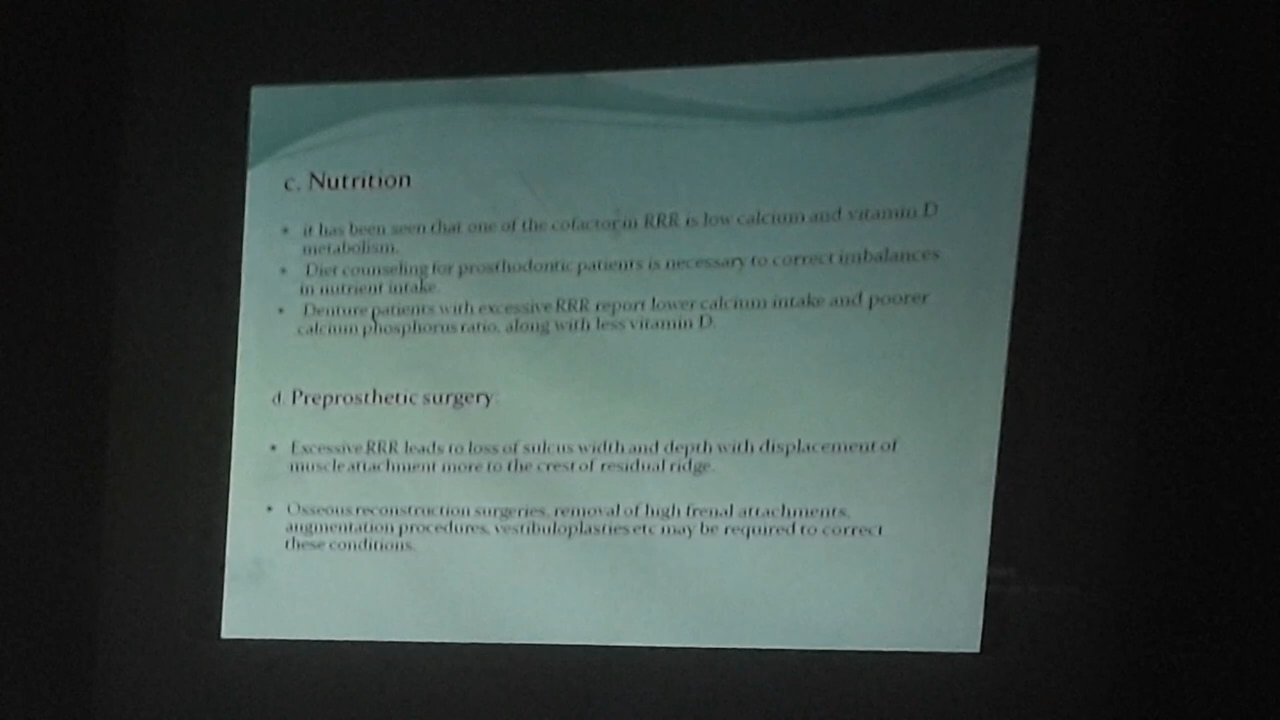 c. Nutrition
• it has been seen that one of the cofactor in RRR is low calcium and vitamin D
metabolism.
• Diet counseling for prosthodontic patients is necessary to correct imbalances
in nutrient intake.
• Denture patients with excessive RRR report lower calcium intake and poorer
calcium phosphorus ratio, along with less vitamin D.
d. Preprosthetic surgery
• Excessive RRR leads to loss of sulcus width and depth with displacement of
muscle attachment more to the crest of residual ridge.
• Osseous reconstruction surgeries, removal of high frenal attachments,
augmentation procedures, vestibuloplasties etc may be required to correct
these conditions.